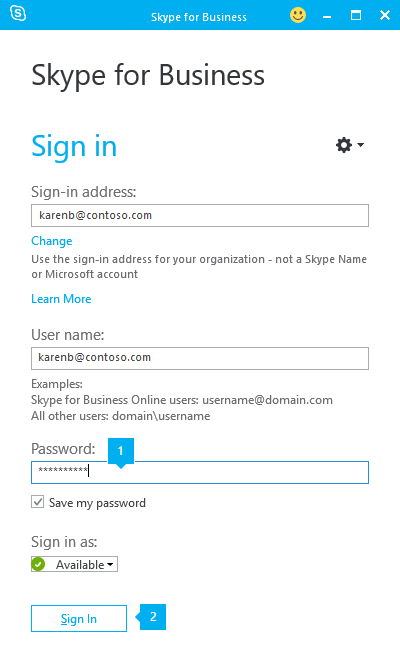 Skype for Business
Skype for Business
Sign in
Sign-in address:
karenb@contoso.com
Change
Use the sign-in address for your organization - not a Skype Name
or Microsoft account
Learn More
User name:
karenb@contoso.com
Examples:
Skype for Business Online users: username@domain.com
All other users: domain\username
Password:
1
**********
Save my password
Sign in as:
Available
Sign In
2